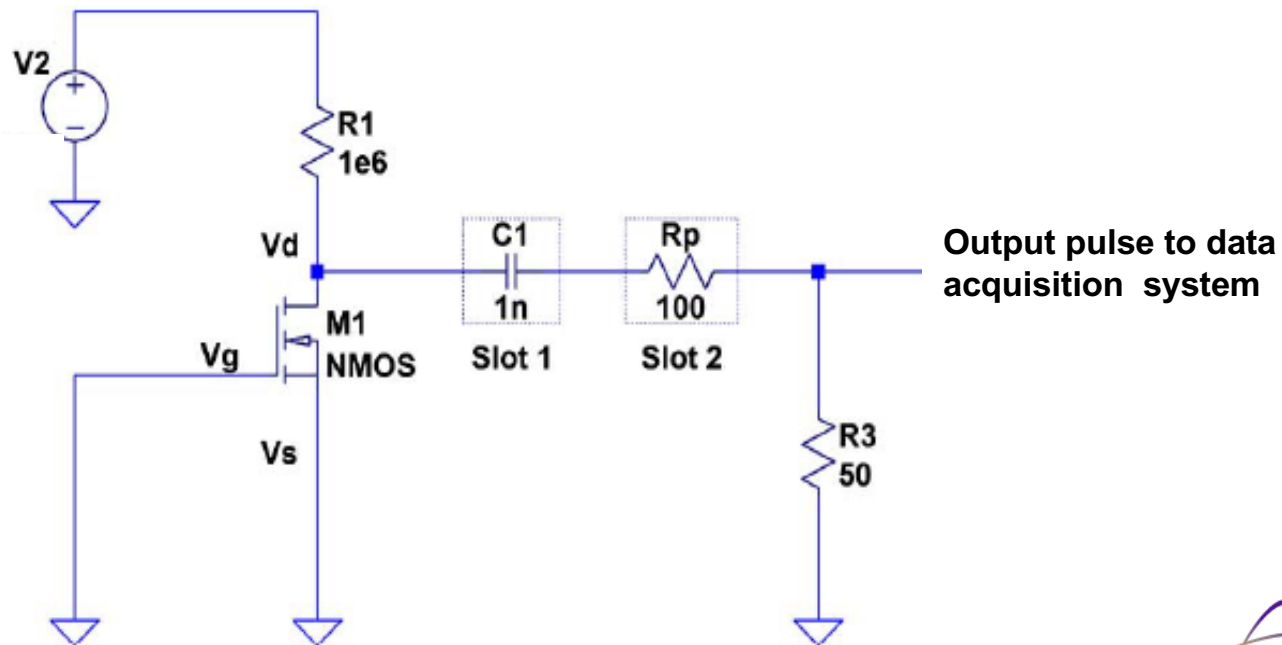 V2
+
−
R1
1e6
Vd
C1
1n
Slot 1
Rp
100
Slot 2
Output pulse to data
acquisition system
M1
NMOS
Vg
Vs
R3
50